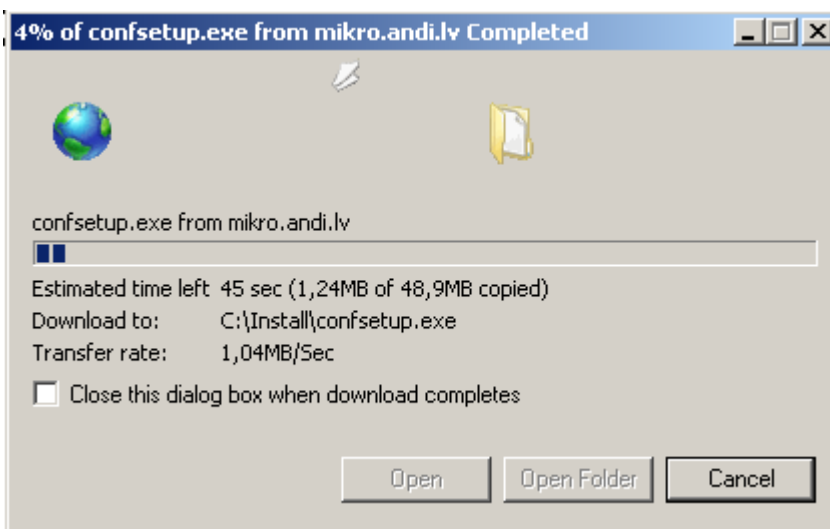 4% of confsetup.exe from mikro.andi.lv Completed
confsetup.exe from mikro.andi.lv
Estimated time left 45 sec (1,24MB of 48,9MB copied)
Download to: C:\Install\confsetup.exe
Transfer rate: 1,04MB/Sec
Close this dialog box when download completes
Open Open Folder Cancel